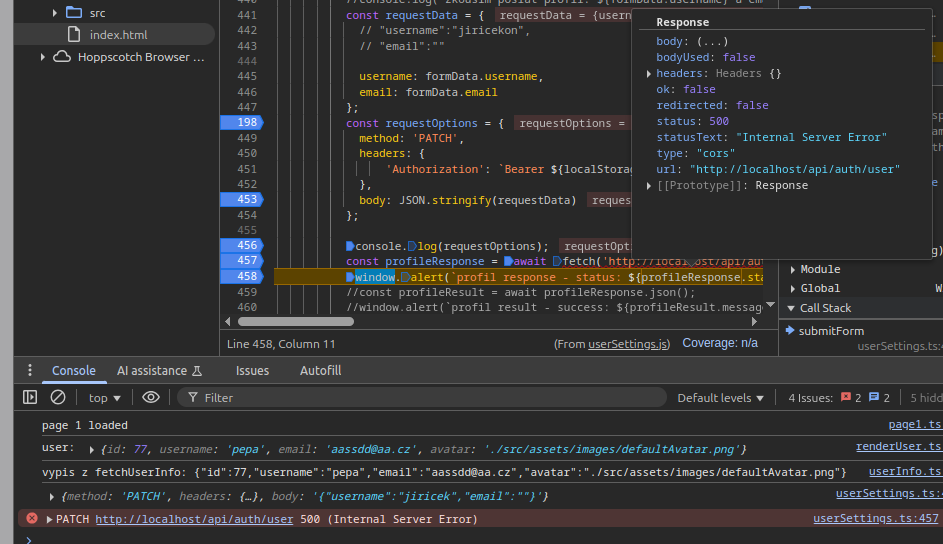 src
index.html
Hoppscotch Browser ...
441 const requestData = { requestData = {usern
442 // "username":"jiricekon",
443 // "email":""
444
445 username: formData.username,
446 email: formData.email
447 };
198 const requestOptions = { requestOptions =
449 method: 'PATCH',
450 headers: {
451 'Authorization': `Bearer ${localStorag
452 },
453 body: JSON.stringify(requestData) reques
454 };
455
456 console.log(requestOptions); requestOpti
457 const profileResponse = await fetch('http://localhost/api/aut
458 window.alert(`profil response - status: ${profileResponse.sta
459 //const profileResult = await profileResponse.json();
460 //window.alert(`profil result - success: ${profileResult.messag
Response
body: (...)
bodyUsed: false
headers: Headers {}
ok: false
redirected: false
status: 500
statusText: "Internal Server Error"
type: "cors"
url: "http://localhost/api/auth/user"
[[Prototype]]: Response
Module
Global W
Call Stack
submitForm
userSettings.ts:4
Line 458, Column 11 (From userSettings.js) Coverage: n/a
Console AI assistance Issues Autofill
top Filter Default levels 4 Issues: 2 2 5 hidd
page 1 loaded page1.ts
user: {id: 77, username: 'pepa', email: 'aassdd@aa.cz', avatar: './src/assets/images/defaultAvatar.png'} renderUser.ts
vypis z fetchUserInfo: {"id":77,"username":"pepa","email":"aassdd@aa.cz","avatar":"./src/assets/images/defaultAvatar.png"} userInfo.ts
{method: 'PATCH', headers: {…}, body: '{"username":"jiricek","email":""}'} userSettings.ts:4
PATCH http://localhost/api/auth/user 500 (Internal Server Error) userSettings.ts:457